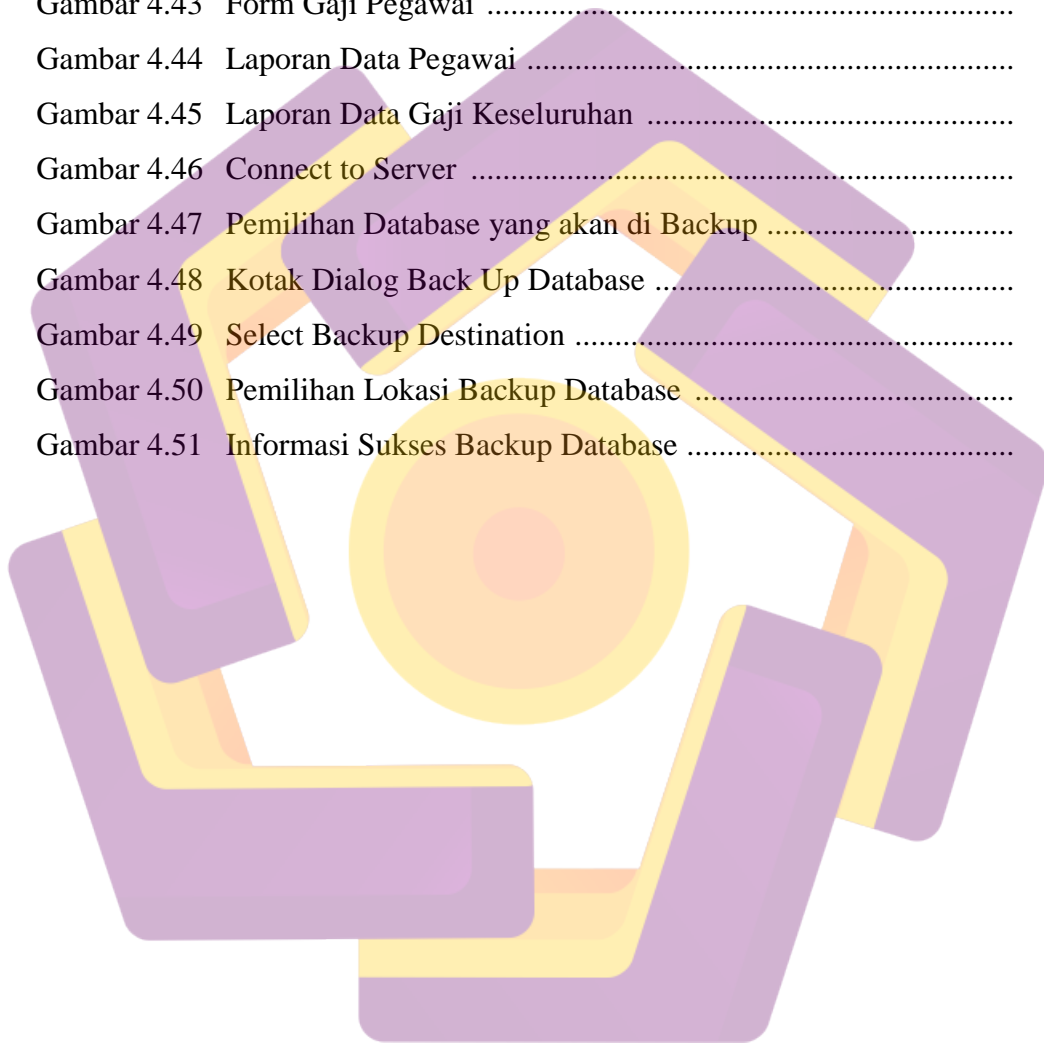 Gambar 4.43 Form Gaji Pegawai ................................................................
Gambar 4.44 Laporan Data Pegawai ...........................................................
Gambar 4.45 Laporan Data Gaji Keseluruhan ............................................
Gambar 4.46 Connect to Server ..................................................................
Gambar 4.47 Pemilihan Database yang akan di Backup ..............................
Gambar 4.48 Kotak Dialog Back Up Database ...........................................
Gambar 4.49 Select Backup Destination .....................................................
Gambar 4.50 Pemilihan Lokasi Backup Database .......................................
Gambar 4.51 Informasi Sukses Backup Database ........................................